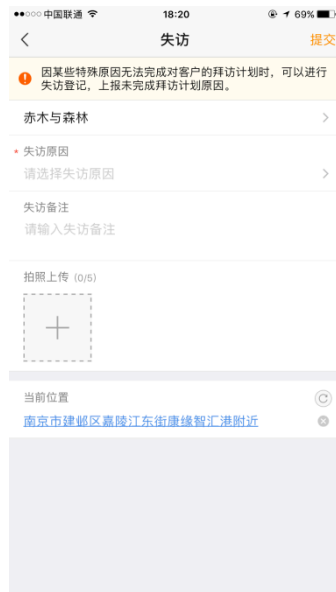 中国联通 18:20 69%
失访 提交
因某些特殊原因无法完成对客户的拜访计划时，可以进行
失访登记，上报未完成拜访计划原因。
赤木与森林
* 失访原因
请选择失访原因
失访备注
请输入失访备注
拍照上传 (0/5)
当前位置
南京市建邺区嘉陵江东街康缘智汇港附近